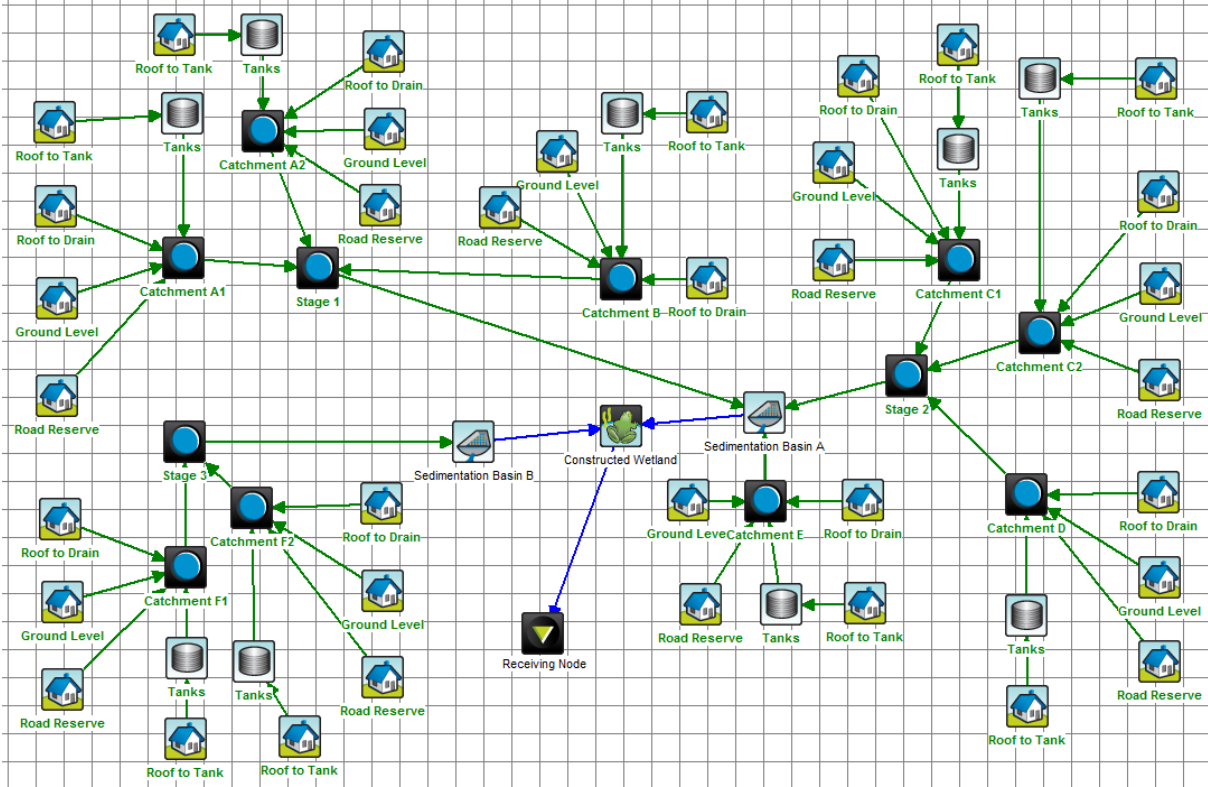 Roof to Tank
Tanks
Roof to Drain
Catchment A2
Ground Level
Road Reserve
Roof to Tank
Tanks
Roof to Drain
Ground Level
Catchment A1
Road Reserve
Stage 1
Tanks
Roof to Tank
Ground Level
Road Reserve
Catchment B
Roof to Drain
Roof to Drain
Roof to Tank
Tanks
Ground Level
Road Reserve
Catchment C1
Tanks
Roof to Tank
Roof to Drain
Ground Level
Catchment C2
Road Reserve
Stage 2
Sedimentation Basin A
Constructed Wetland
Sedimentation Basin B
Stage 3
Roof to Drain
Catchment F2
Roof to Drain
Catchment F1
Ground Level
Ground Level
Road Reserve
Tanks
Tanks
Road Reserve
Roof to Tank
Roof to Tank
Receiving Node
Ground Level
Catchment E
Roof to Drain
Road Reserve
Tanks
Roof to Tank
Catchment D
Roof to Drain
Ground Level
Tanks
Road Reserve
Roof to Tank